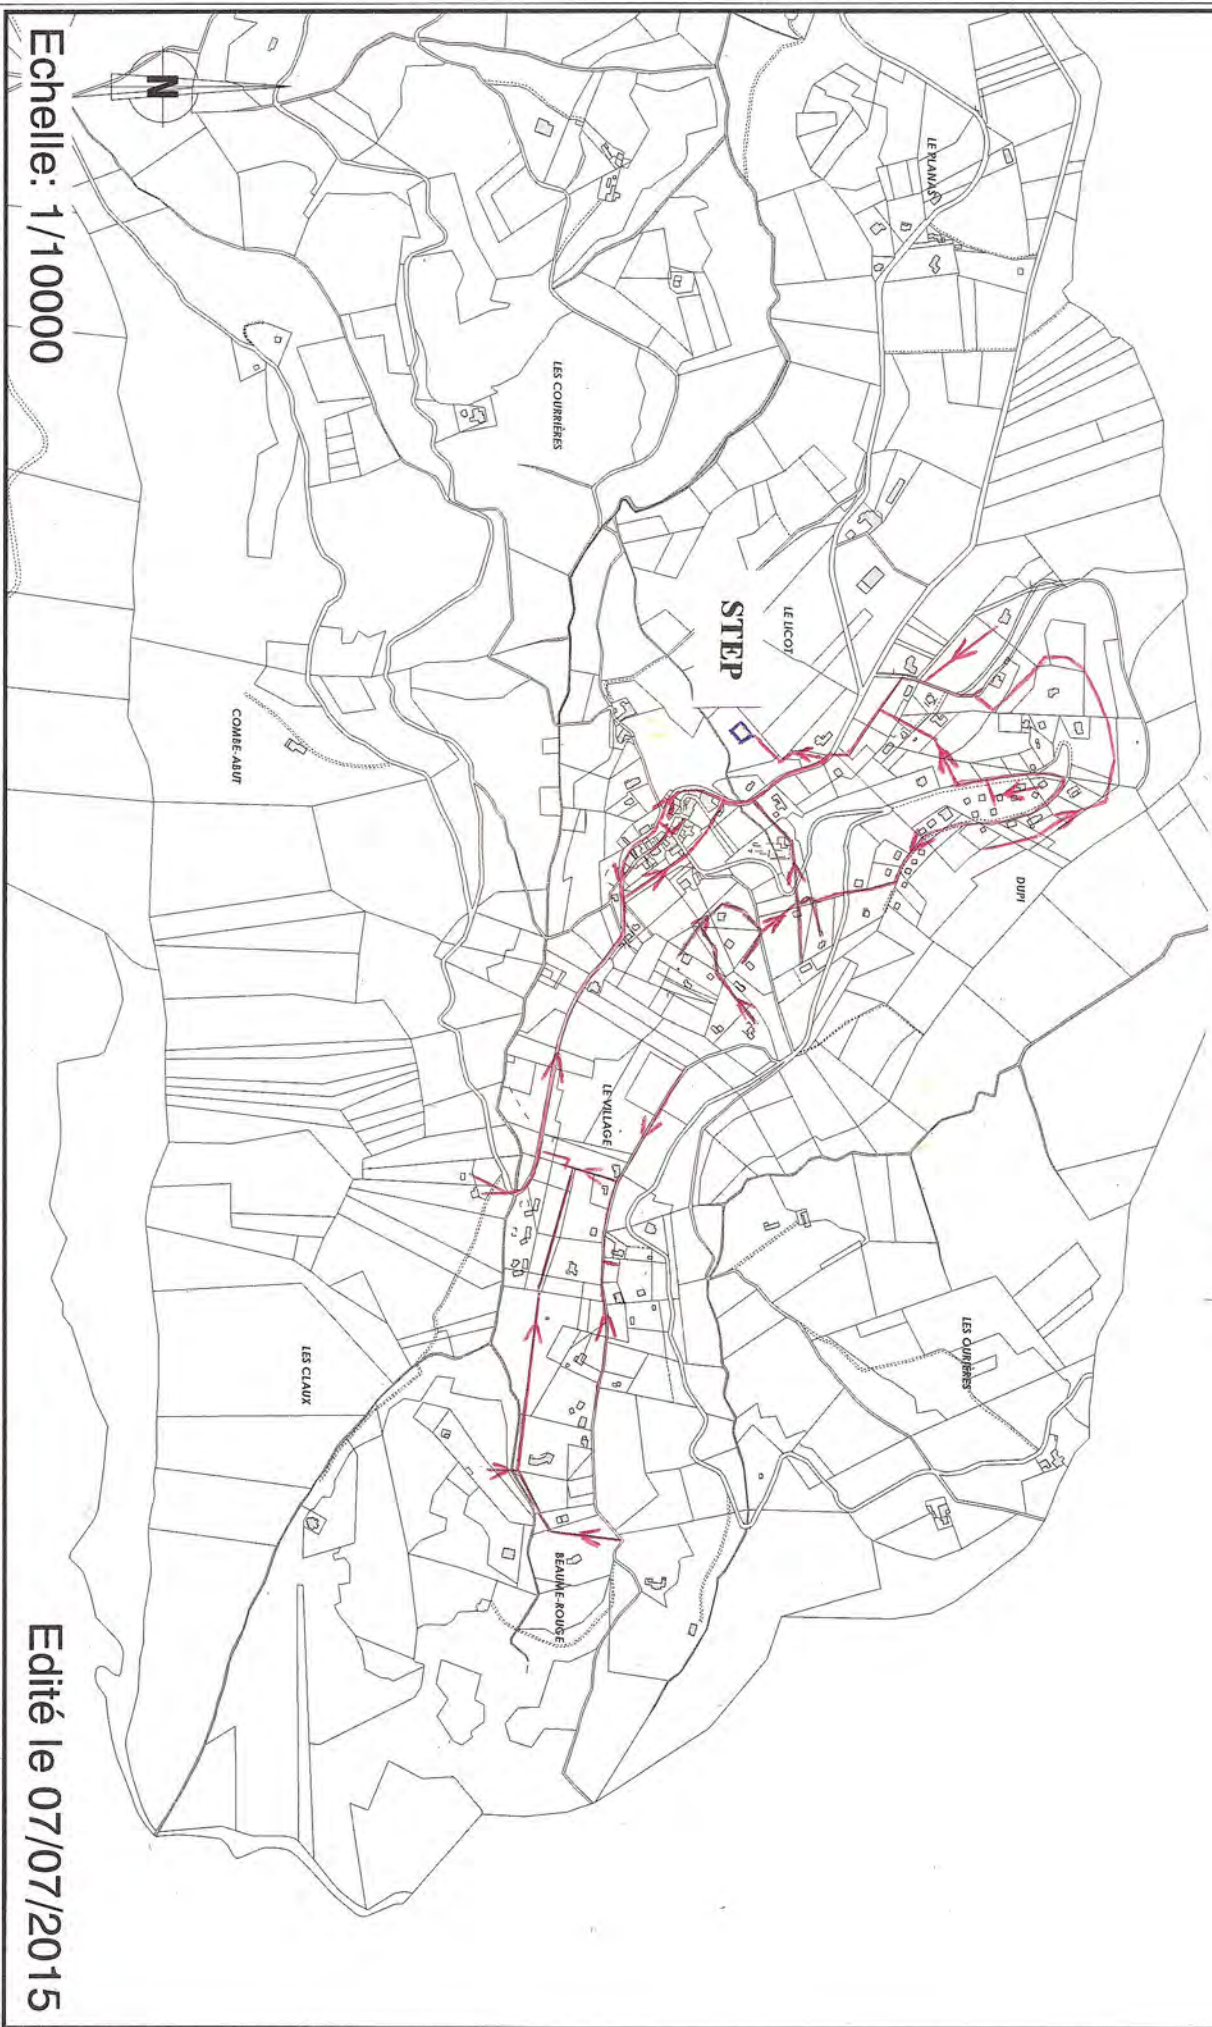 LE PLANAS
LES COURRIÈRES
LE LICOT
STEP
COMBE-ABUT
DUPI
LE VILLAGE
LES OURIÈRES
LES CLAUX
BEAUME-ROUGE
N
Echelle: 1/10000
Edité le 07/07/2015